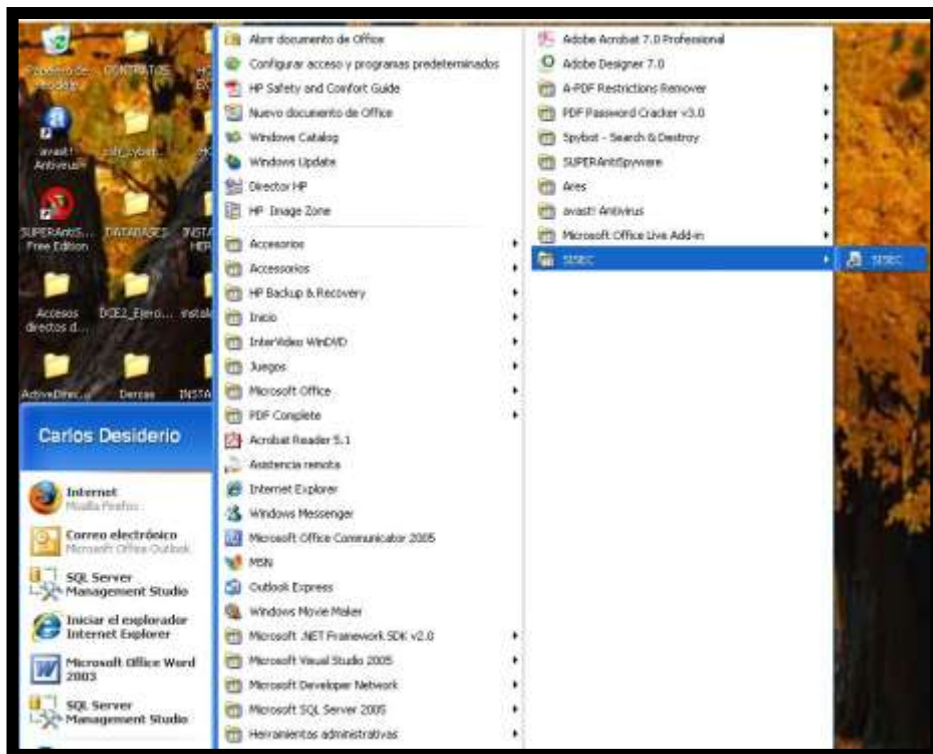 CONTRATOS
avast!
Antivirus
SUPERAntiS...
Free Edition
DATABASES
Accesos
directos d...
DCE2_Ejerc...
ActiveDirec...
Carlos Desiderio
Internet
Mozilla Firefox
Correo electrónico
Microsoft Office Outlook
SQL Server
Management Studio
Iniciar el explorador
Internet Explorer
Microsoft Office Word
2003
SQL Server
Management Studio
Abrir documento de Office
Configurar acceso y programas predeterminados
HP Safety and Comfort Guide
Nuevo documento de Office
Windows Catalog
Windows Update
Director HP
HP Image Zone
Accesorios
Accessorios
HP Backup & Recovery
Inicio
InterVideo WinDVD
Juegos
Microsoft Office
PDF Complete
Acrobat Reader 5.1
Asistencia remota
Internet Explorer
Windows Messenger
Microsoft Office Communicator 2005
MSN
Outlook Express
Windows Movie Maker
Microsoft .NET Framework SDK v2.0
Microsoft Visual Studio 2005
Microsoft Developer Network
Microsoft SQL Server 2005
Herramientas administrativas
Adobe Acrobat 7.0 Professional
Adobe Designer 7.0
A-PDF Restrictions Remover
PDF Password Cracker v3.0
Spybot - Search & Destroy
SUPERAntiSpyware
Ares
avast! Antivirus
Microsoft Office Live Add-in
SISEC
SISEC